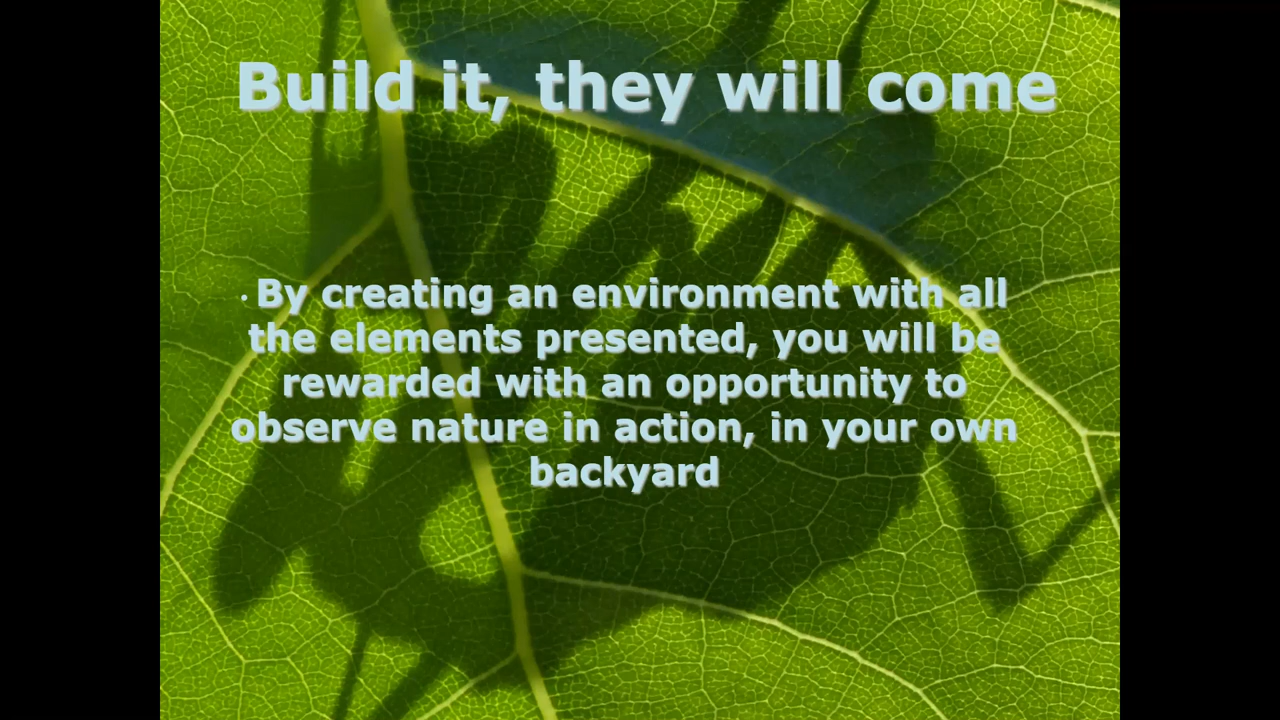 Build it, they will come
· By creating an environment with all
the elements presented, you will be
rewarded with an opportunity to
observe nature in action, in your own
backyard